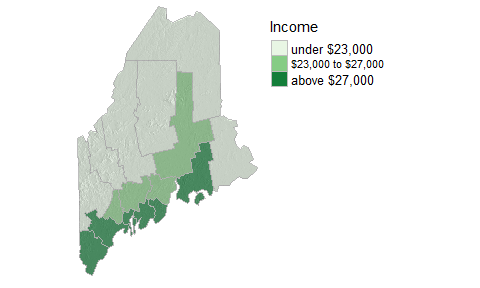 Income
under $23,000
$23,000 to $27,000
above $27,000